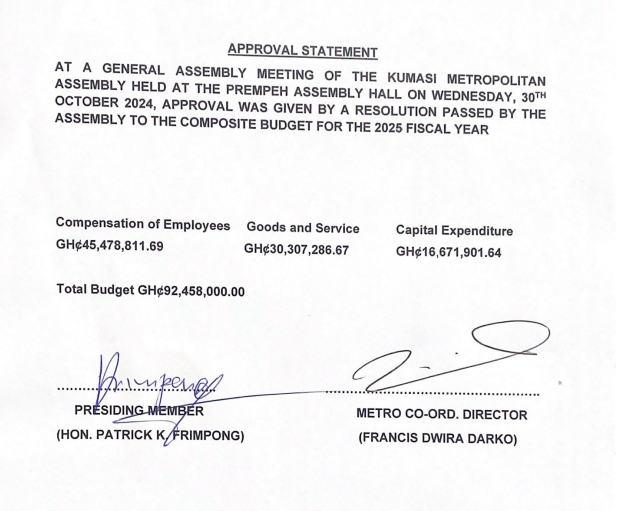 APPROVAL STATEMENT
AT A GENERAL ASSEMBLY MEETING OF THE KUMASI METROPOLITAN
ASSEMBLY HELD AT THE PREMPEH ASSEMBLY HALL ON WEDNESDAY, 30TH
OCTOBER 2024, APPROVAL WAS GIVEN BY A RESOLUTION PASSED BY THE
ASSEMBLY TO THE COMPOSITE BUDGET FOR THE 2025 FISCAL YEAR
Compensation of Employees Goods and Service Capital Expenditure
GH¢45,478,811.69 GH¢30,307,286.67 GH¢16,671,901.64
Total Budget GH¢92,458,000.00
PRESIDING MEMBER METRO CO-ORD. DIRECTOR
(HON. PATRICK K. FRIMPONG) (FRANCIS DWIRA DARKO)